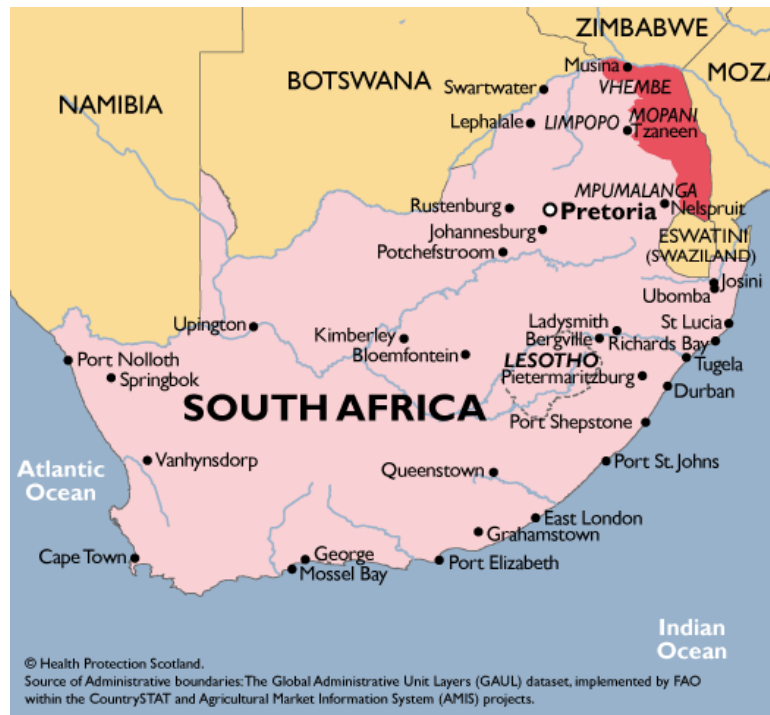 ZIMBABWE
Musina
BOTSWANA
Swartwater
VHEMBE
MOZA
NAMIBIA
Lephalale
LIMPOPO
MOPANI
Tzaneen
MPUMALANGA
Rustenburg
Pretoria
Nelspruit
Johannesburg
ESWATINI
(SWAZILAND)
Potchefstroom
Josini
Ubomba
Upington
Kimberley
Ladysmith
St Lucia
Bergville
Richards Bay
Bloemfontein
LESOTHO
Tugela
Port Nolloth
Springbok
Pietermaritzburg
Durban
SOUTH AFRICA
Port Shepstone
Vanhynsdorp
Queenstown
Port St. Johns
Atlantic
Ocean
East London
Grahamstown
Cape Town
George
Mossel Bay
Port Elizabeth
Indian
Ocean
© Health Protection Scotland.
Source of Administrative boundaries: The Global Administrative Unit Layers (GAUL) dataset, implemented by FAO
within the CountrySTAT and Agricultural Market Information System (AMIS) projects.